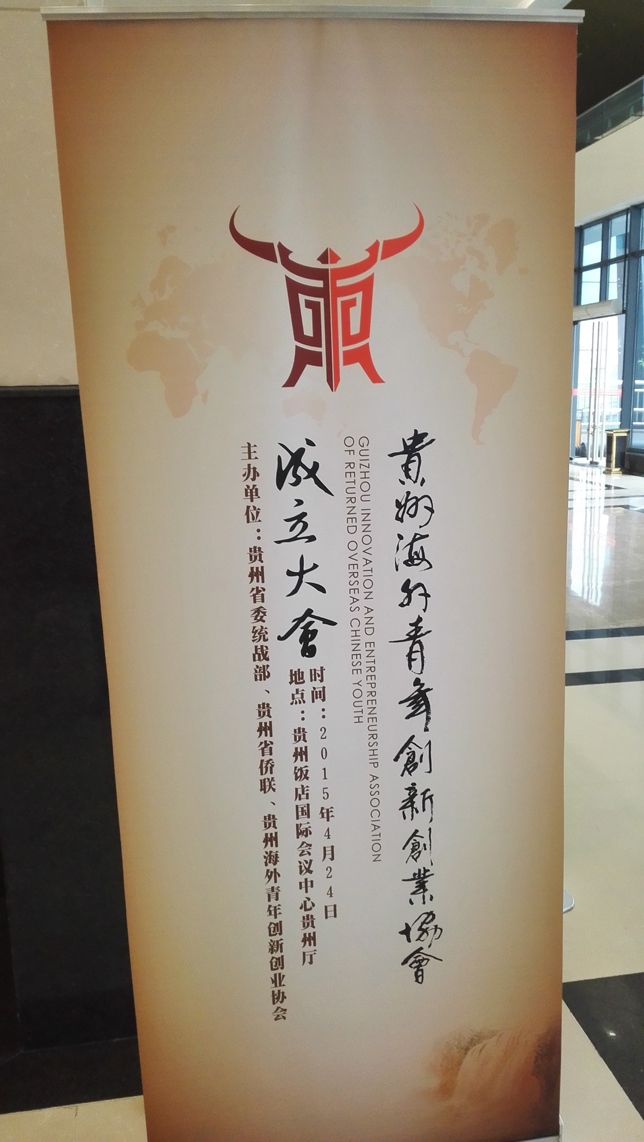 貴州海外青年創新創業協會
GUIZHOU INNOVATION AND ENTREPRENEURSHIP ASSOCIATION
OF RETURNED OVERSEAS CHINESE YOUTH
成立大會
时间：2015年4月24日
地点：贵州饭店国际会议中心贵州厅
主办单位：贵州省委统战部、贵州省侨联、贵州海外青年创新创业协会